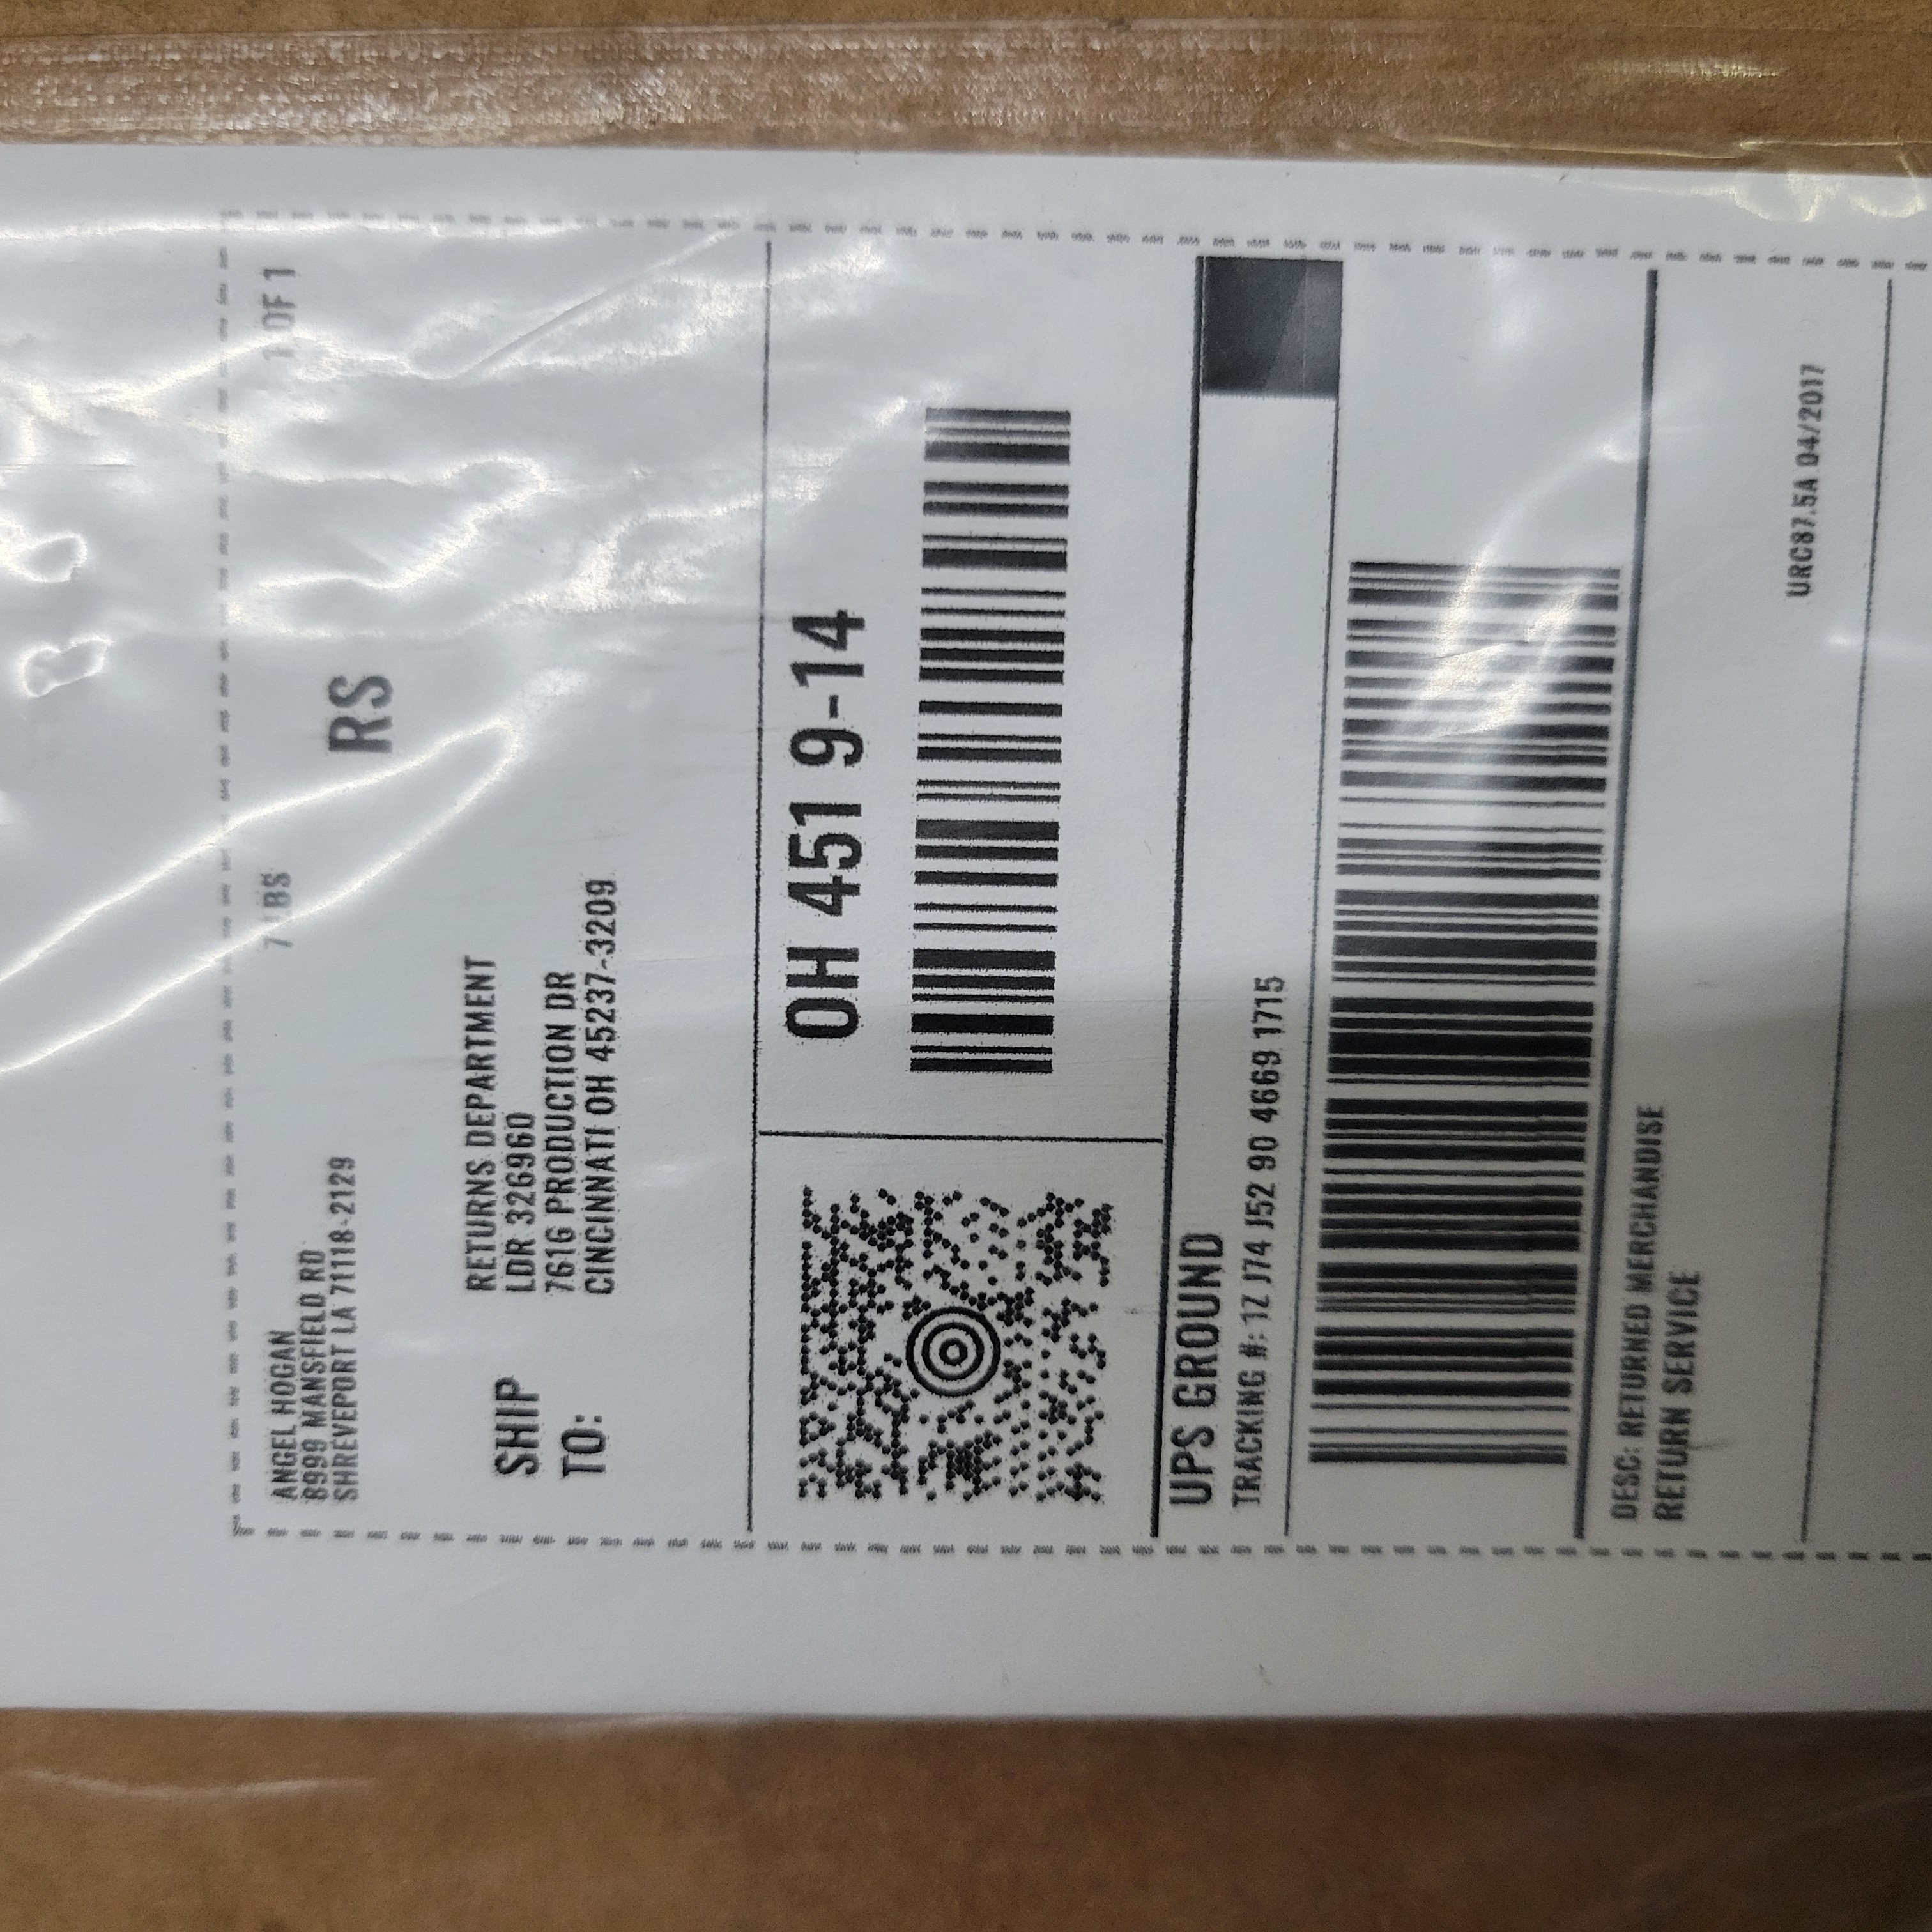 ANGEL HOGAN
8999 MANSFIELD RD
SHREVEPORT LA 71118-2129
7 LBS
1 OF 1
RS
SHIP
TO:
RETURNS DEPARTMENT
LDR 326960
7616 PRODUCTION DR
CINCINNATI OH 45237-3209
OH 451 9-14
UPS GROUND
TRACKING #: 1Z J74 J52 90 4669 1715
DESC: RETURNED MERCHANDISE
RETURN SERVICE
URC87.5A 04/2017